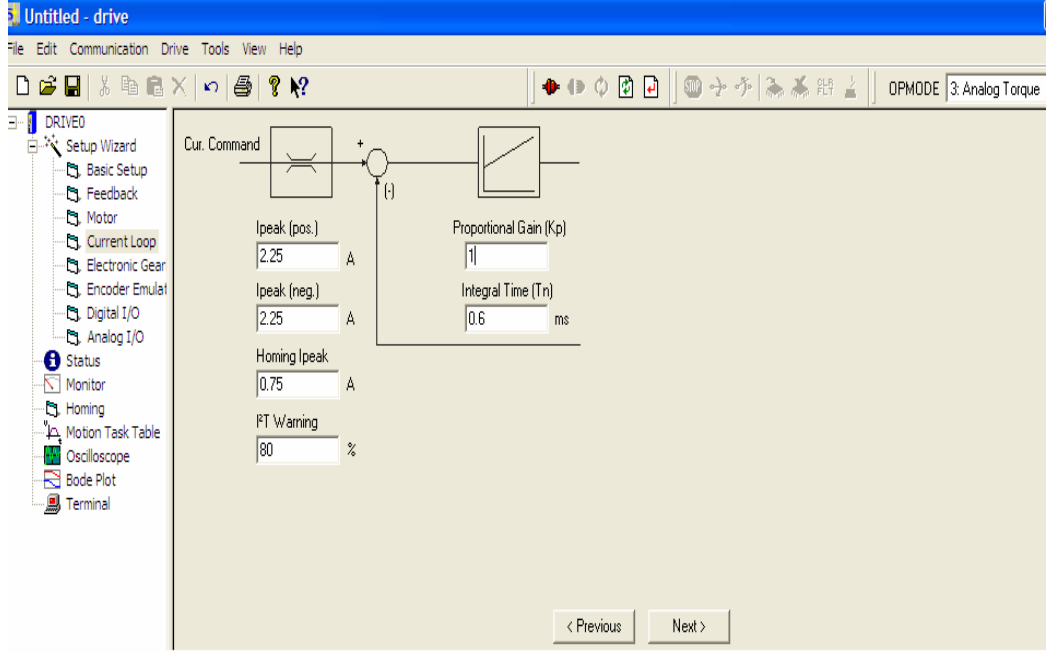 Untitled - drive
File Edit Communication Drive Tools View Help
OPMODE 3: Analog Torque
DRIVE0
Setup Wizard
Basic Setup
Feedback
Motor
Current Loop
Electronic Gear
Encoder Emulat
Digital I/O
Analog I/O
Status
Monitor
Homing
Motion Task Table
Oscilloscope
Bode Plot
Terminal
Cur. Command
+
(-)
Ipeak (pos.)
2.25 A
Ipeak (neg.)
2.25 A
Homing Ipeak
0.75 A
I²T Warning
80 %
Proportional Gain (Kp)
1
Integral Time (Tn)
0.6 ms
< Previous
Next >